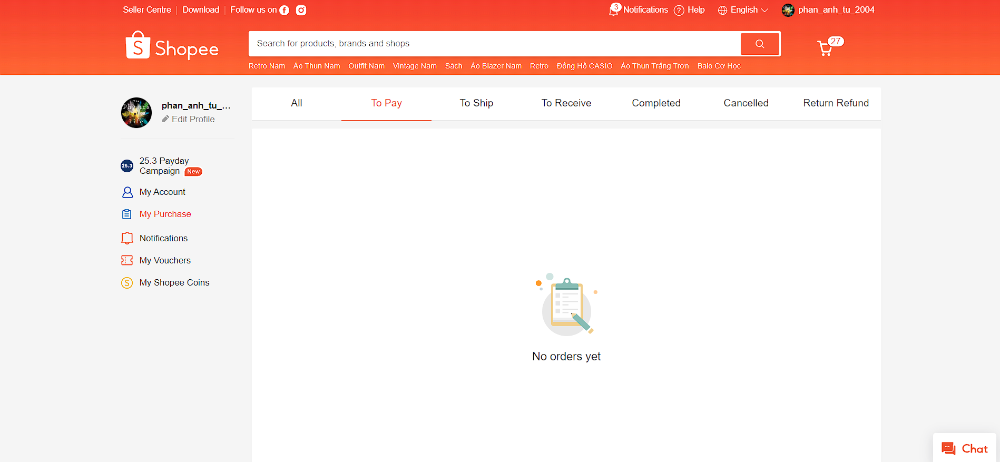 Seller Centre Download Follow us on
3 Notifications Help English phan_anh_tu_2004
Shopee
Search for products, brands and shops
27
Retro Nam Áo Thun Nam Outfit Nam Vintage Nam Sách Áo Blazer Nam Retro Đồng Hồ CASIO Áo Thun Trắng Trơn Balo Cơ Học
The
Physics
of
Life
phan_anh_tu_...
Edit Profile
25.3
25.3 Payday
Campaign New
My Account
My Purchase
Notifications
My Vouchers
My Shopee Coins
All To Pay To Ship To Receive Completed Cancelled Return Refund
No orders yet
Chat